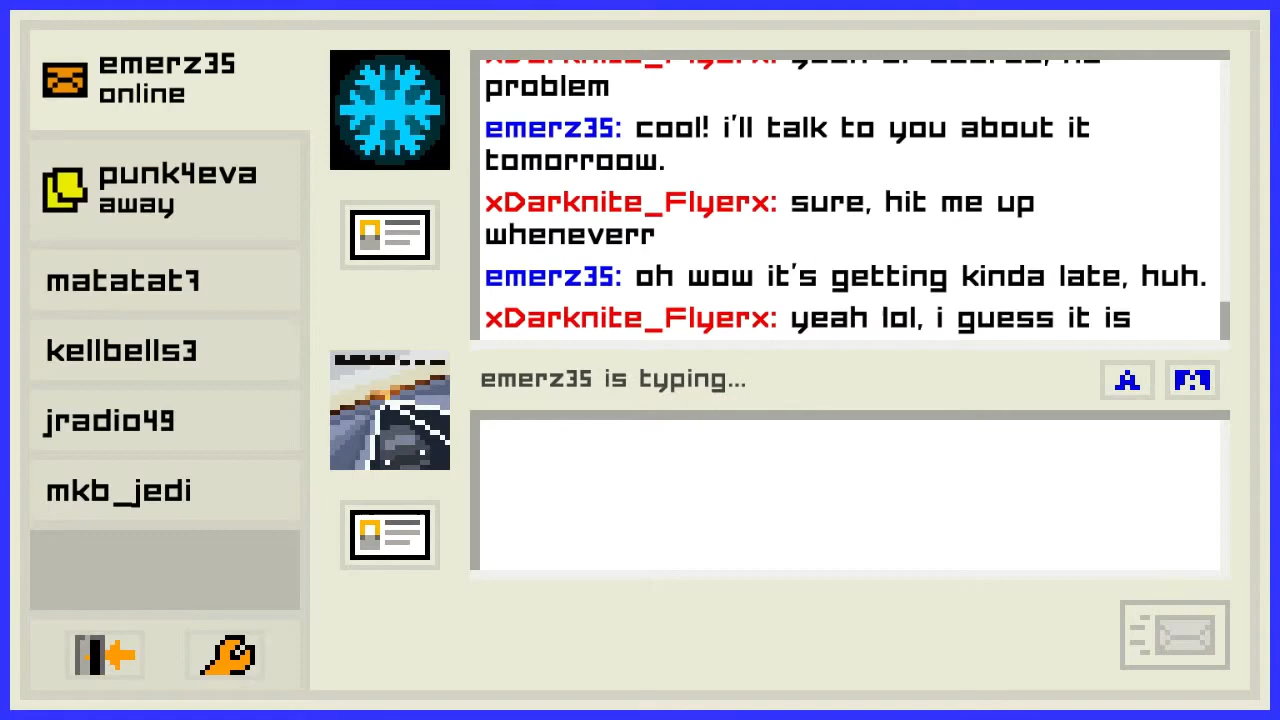 emerz35
online
punk4eva
away
matatat7
kellbells3
jradio49
mkb_jedi
problem
emerz35: cool! i'll talk to you about it
tomorroow.
xDarknite_Flyerx: sure, hit me up
wheneverr
emerz35: oh wow it's getting kinda late, huh.
xDarknite_Flyerx: yeah lol, i guess it is
emerz35 is typing...
A